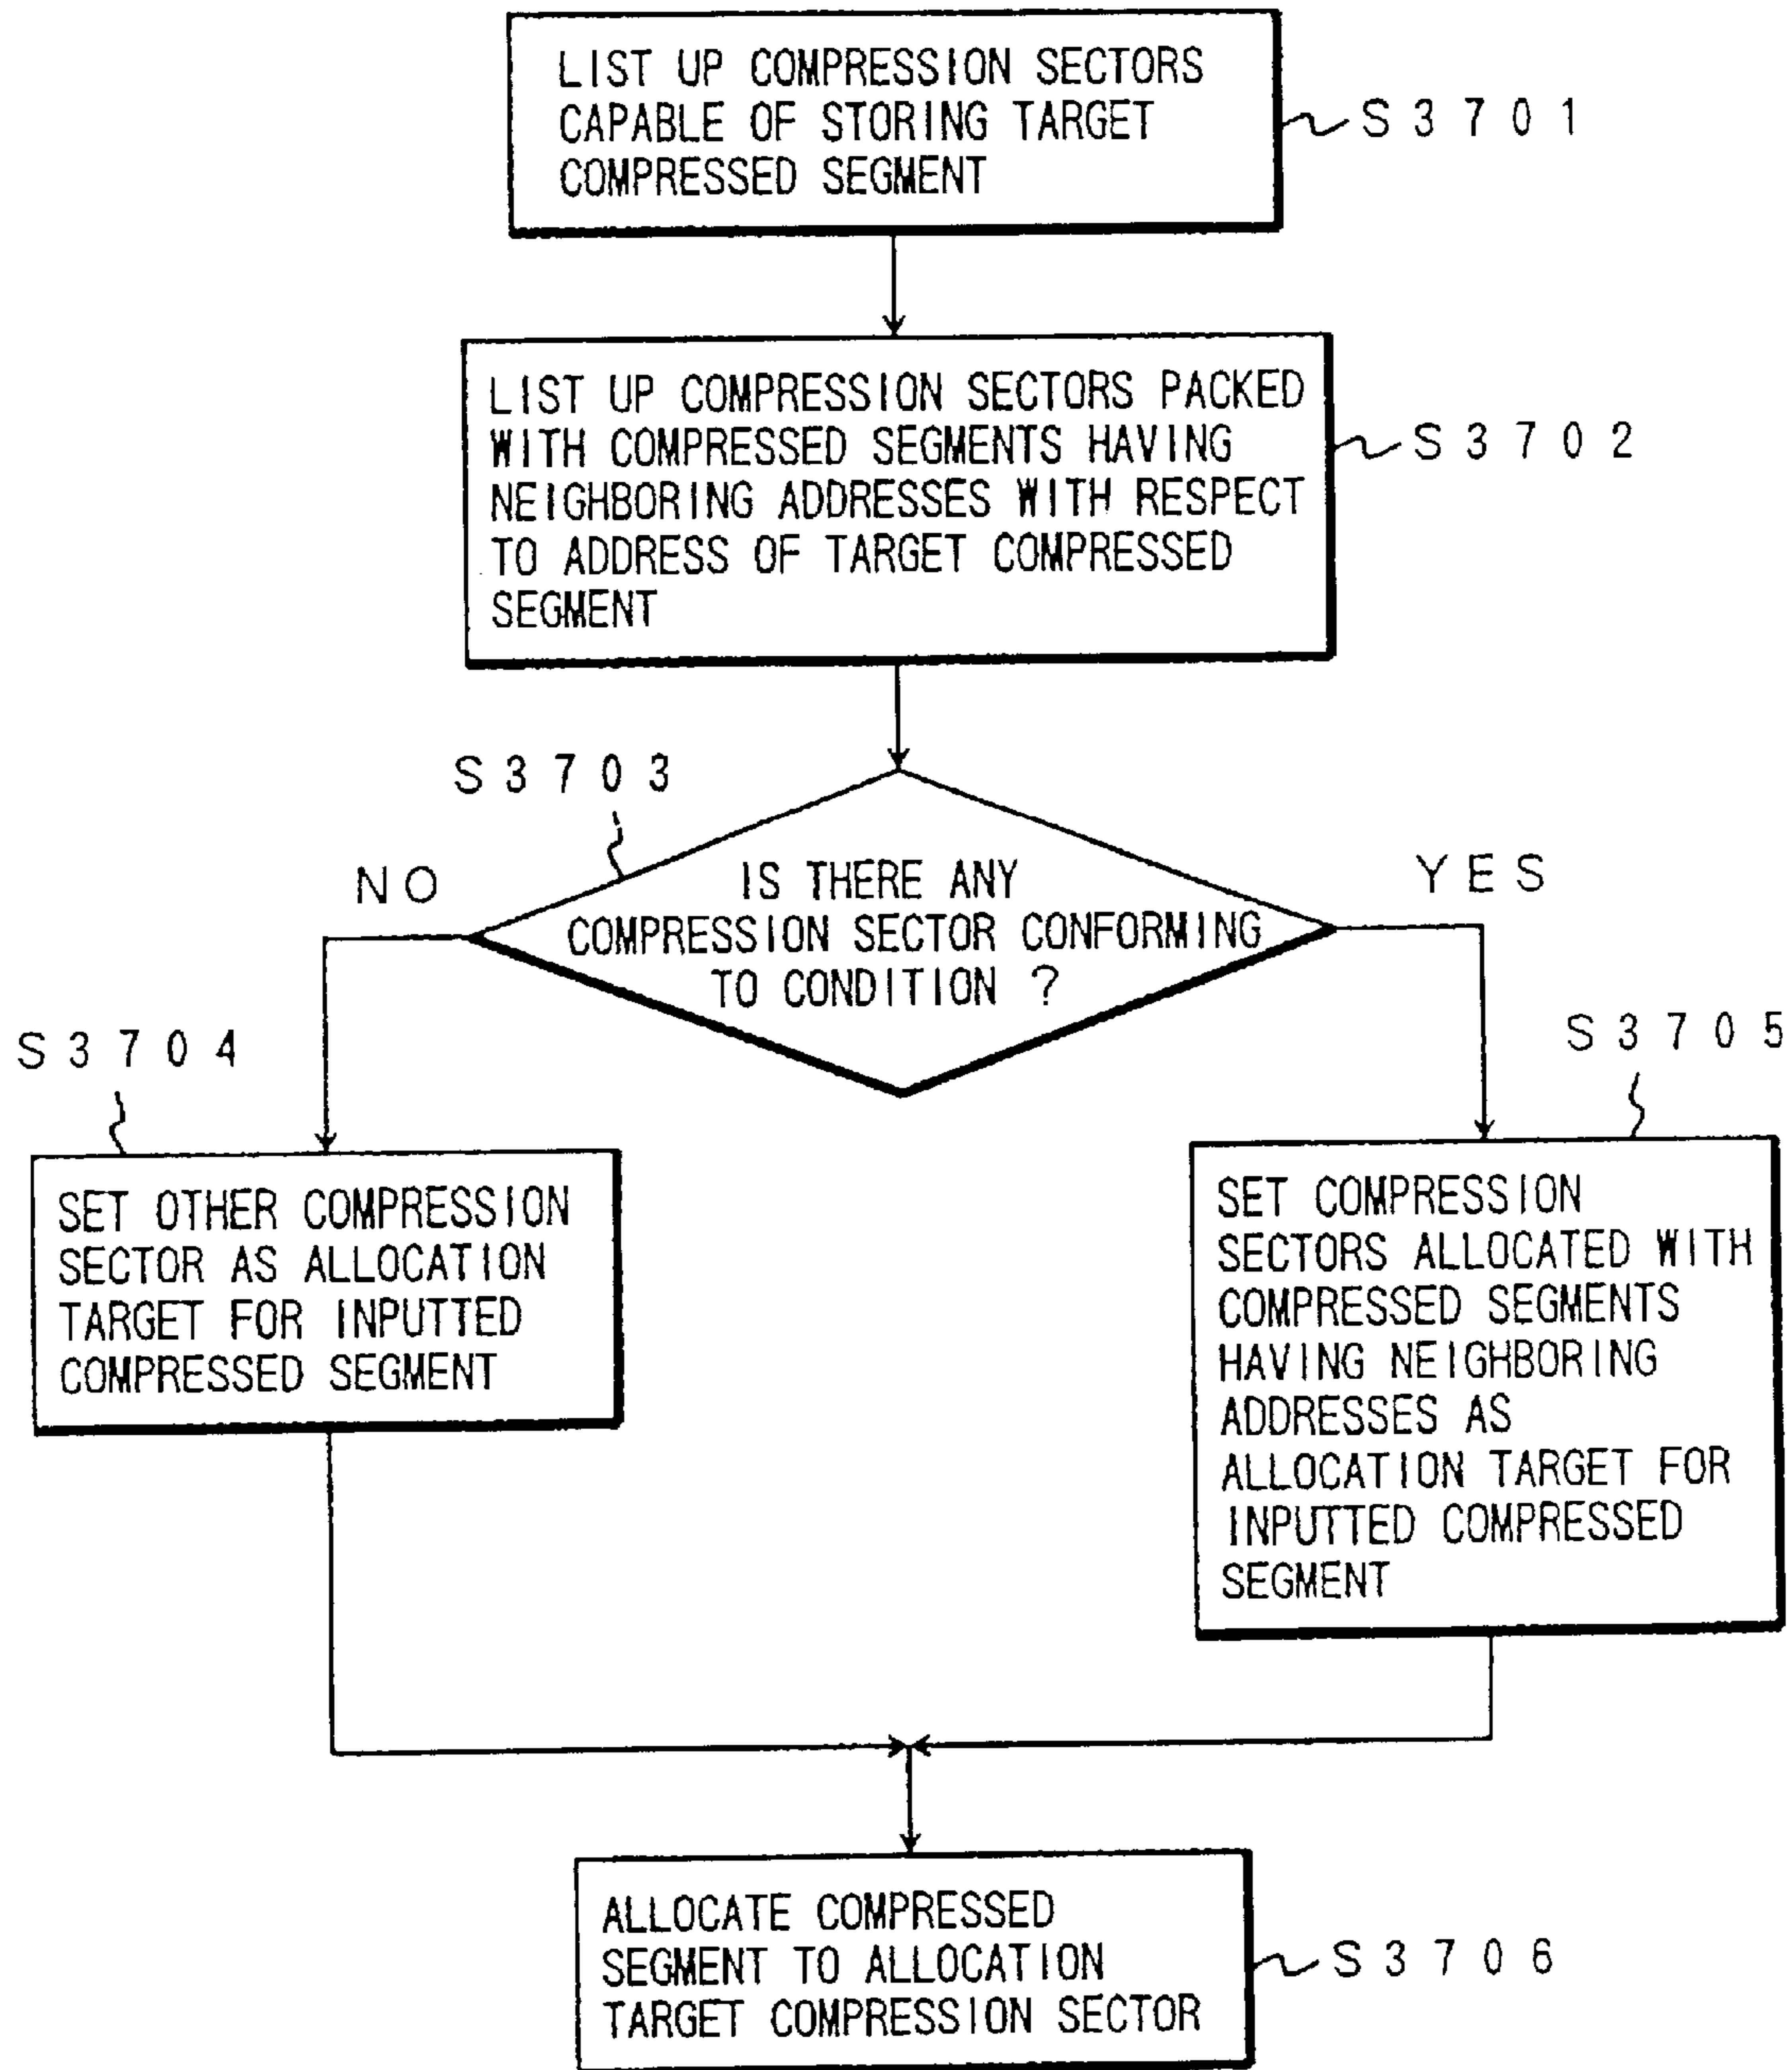 LIST UP COMPRESSION SECTORS
CAPABLE OF STORING TARGET
COMPRESSED SEGMENT
S3701
LIST UP COMPRESSION SECTORS PACKED
WITH COMPRESSED SEGMENTS HAVING
NEIGHBORING ADDRESSES WITH RESPECT
TO ADDRESS OF TARGET COMPRESSED
SEGMENT
S3702
S3703
IS THERE ANY
COMPRESSION SECTOR CONFORMING
TO CONDITION ?
NO
YES
S3704
SET OTHER COMPRESSION
SECTOR AS ALLOCATION
TARGET FOR INPUTTED
COMPRESSED SEGMENT
S3705
SET COMPRESSION
SECTORS ALLOCATED WITH
COMPRESSED SEGMENTS
HAVING NEIGHBORING
ADDRESSES AS
ALLOCATION TARGET FOR
INPUTTED COMPRESSED
SEGMENT
ALLOCATE COMPRESSED
SEGMENT TO ALLOCATION
TARGET COMPRESSION SECTOR
S3706